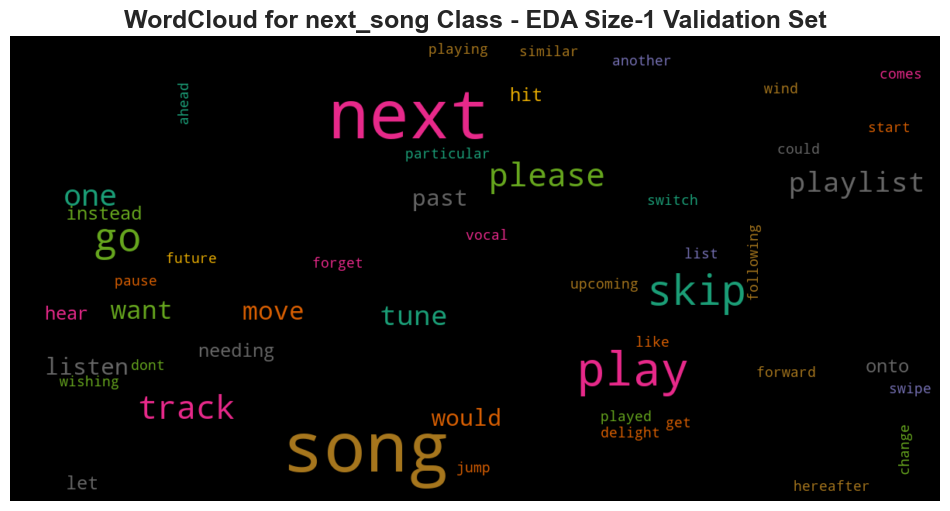 WordCloud for next_song Class - EDA Size-1 Validation Set
playing
similar
another
comes
ahead
next
hit
wind
start
particular
could
please
playlist
one
past
switch
instead
go
vocal
following
list
future
forget
pause
upcoming
skip
hear
want
move
tune
needing
like
listen
dont
play
forward
onto
wishing
swipe
track
would
played
get
delight
change
song
jump
let
hereafter